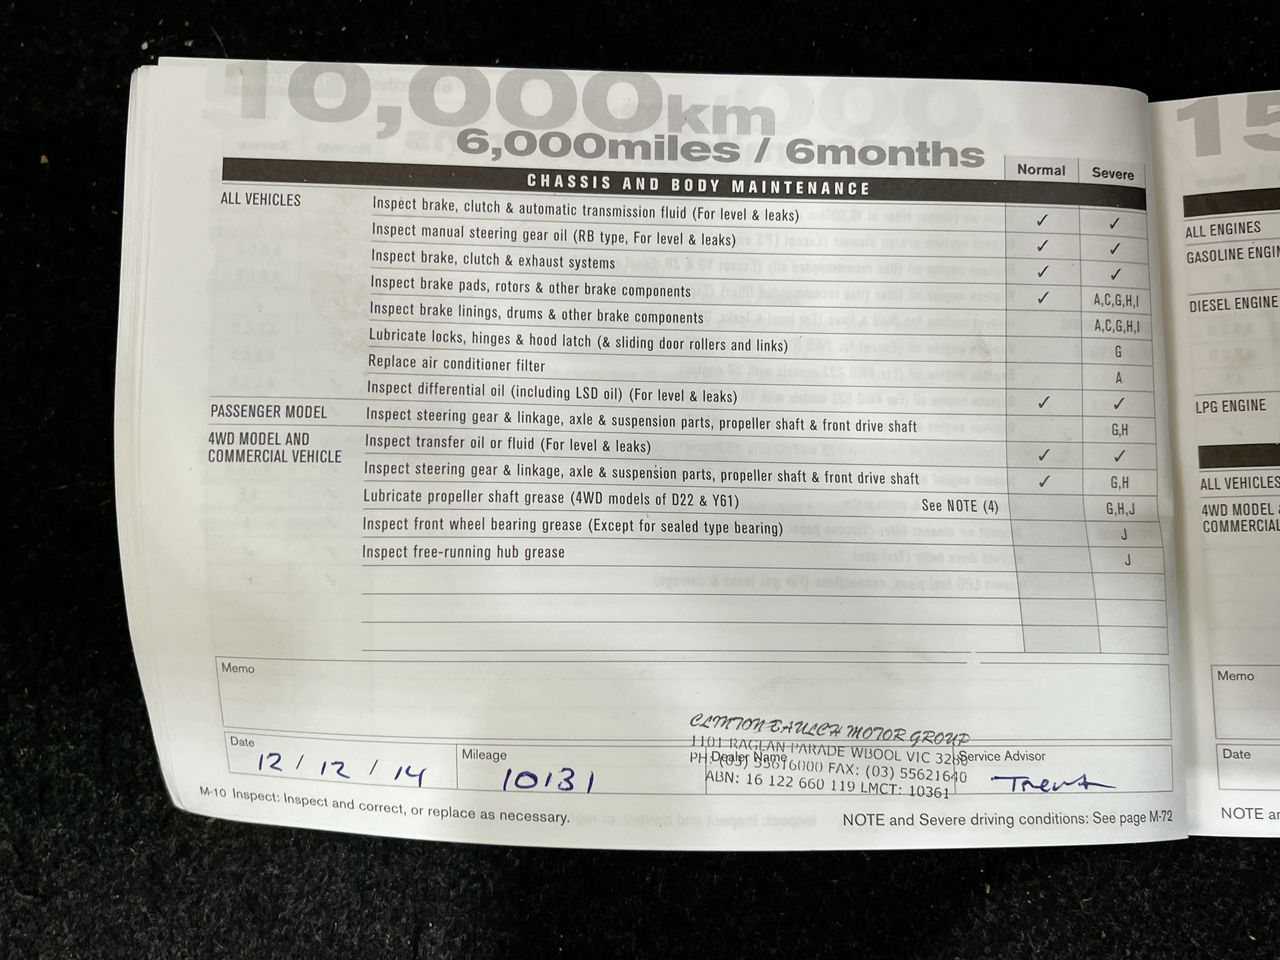 10,000km
6,000miles / 6months
Normal Severe
CHASSIS AND BODY MAINTENANCE
ALL VEHICLES Inspect brake, clutch & automatic transmission fluid (For level & leaks) ✓ ✓
Inspect manual steering gear oil (RB type, For level & leaks) ✓ ✓
Inspect brake, clutch & exhaust systems ✓ ✓
Inspect brake pads, rotors & other brake components ✓ A,C,G,H,I
Inspect brake linings, drums & other brake components A,C,G,H,I
Lubricate locks, hinges & hood latch (& sliding door rollers and links) G
Replace air conditioner filter A
Inspect differential oil (including LSD oil) (For level & leaks) ✓ ✓
PASSENGER MODEL Inspect steering gear & linkage, axle & suspension parts, propeller shaft & front drive shaft G,H
4WD MODEL AND COMMERCIAL VEHICLE Inspect transfer oil or fluid (For level & leaks) ✓ ✓
Inspect steering gear & linkage, axle & suspension parts, propeller shaft & front drive shaft ✓ G,H
Lubricate propeller shaft grease (4WD models of D22 & Y61) See NOTE (4) G,H,J
Inspect front wheel bearing grease (Except for sealed type bearing) J
Inspect free-running hub grease J
Memo
Date 12 / 12 / 14
Mileage 10131
Dealer Name
CLINTON BAULCH MOTOR GROUP
1101 RAGLAN PARADE WBOOL VIC 3280
PH: (03) 55616000 FAX: (03) 55621640
ABN: 16 122 660 119 LMCT: 10361
Service Advisor Trent
M-10 Inspect: Inspect and correct, or replace as necessary.
NOTE and Severe driving conditions: See page M-72
15
ALL ENGINES
GASOLINE ENGIN
DIESEL ENGINE
LPG ENGINE
ALL VEHICLES
4WD MODEL
COMMERCIAL
Memo
Date
NOTE